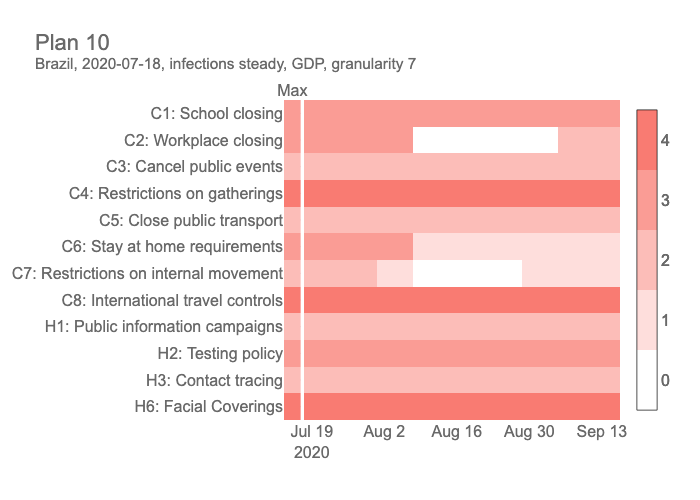 Plan 10
Brazil, 2020-07-18, infections steady, GDP, granularity 7
Max
C1: School closing
C2: Workplace closing
C3: Cancel public events
C4: Restrictions on gatherings
C5: Close public transport
C6: Stay at home requirements
C7: Restrictions on internal movement
C8: International travel controls
H1: Public information campaigns
H2: Testing policy
H3: Contact tracing
H6: Facial Coverings
4
3
2
1
0
Jul 19 Aug 2 Aug 16 Aug 30 Sep 13
2020